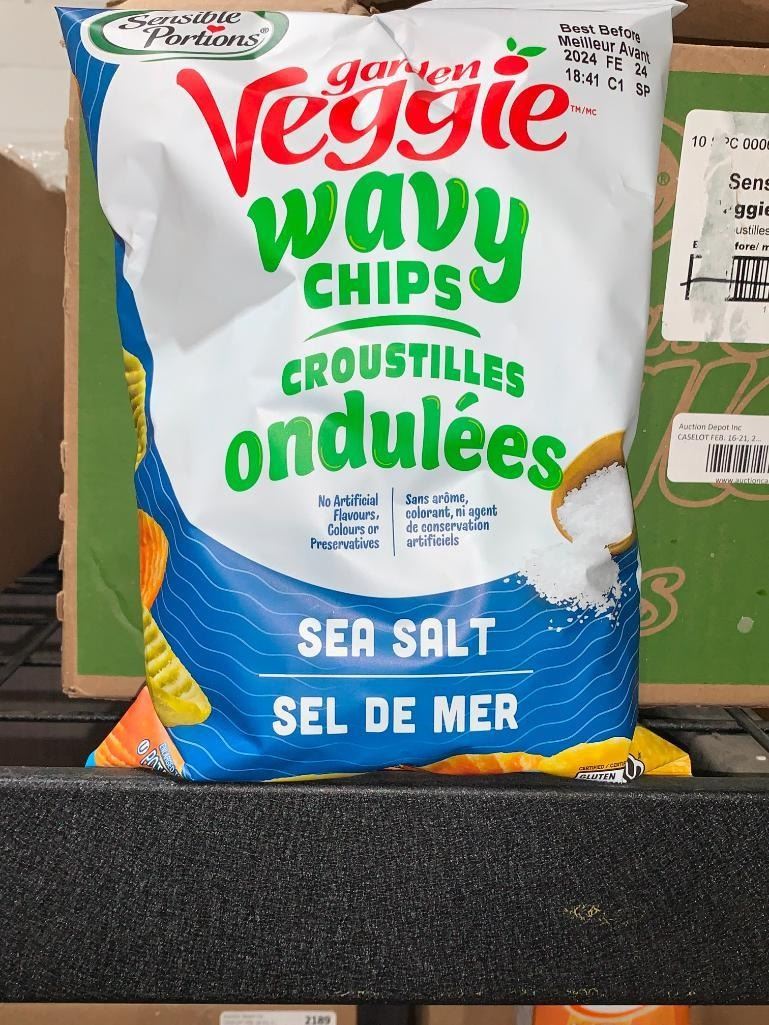 Sensible
Portions®
Best Before
Meilleur Avant
2024 FE 24
18:41 C1 SP
garden
Veggie
TM/MC
wavy
CHIPS
CROUSTILLES
ondulées
No Artificial
Flavours,
Colours or
Preservatives
Sans arôme,
colorant, ni agent
de conservation
artificiels
SEA SALT
SEL DE MER
GLUTEN
Auction Depot Inc
CASELOT FEB. 16-21, 2...
2189